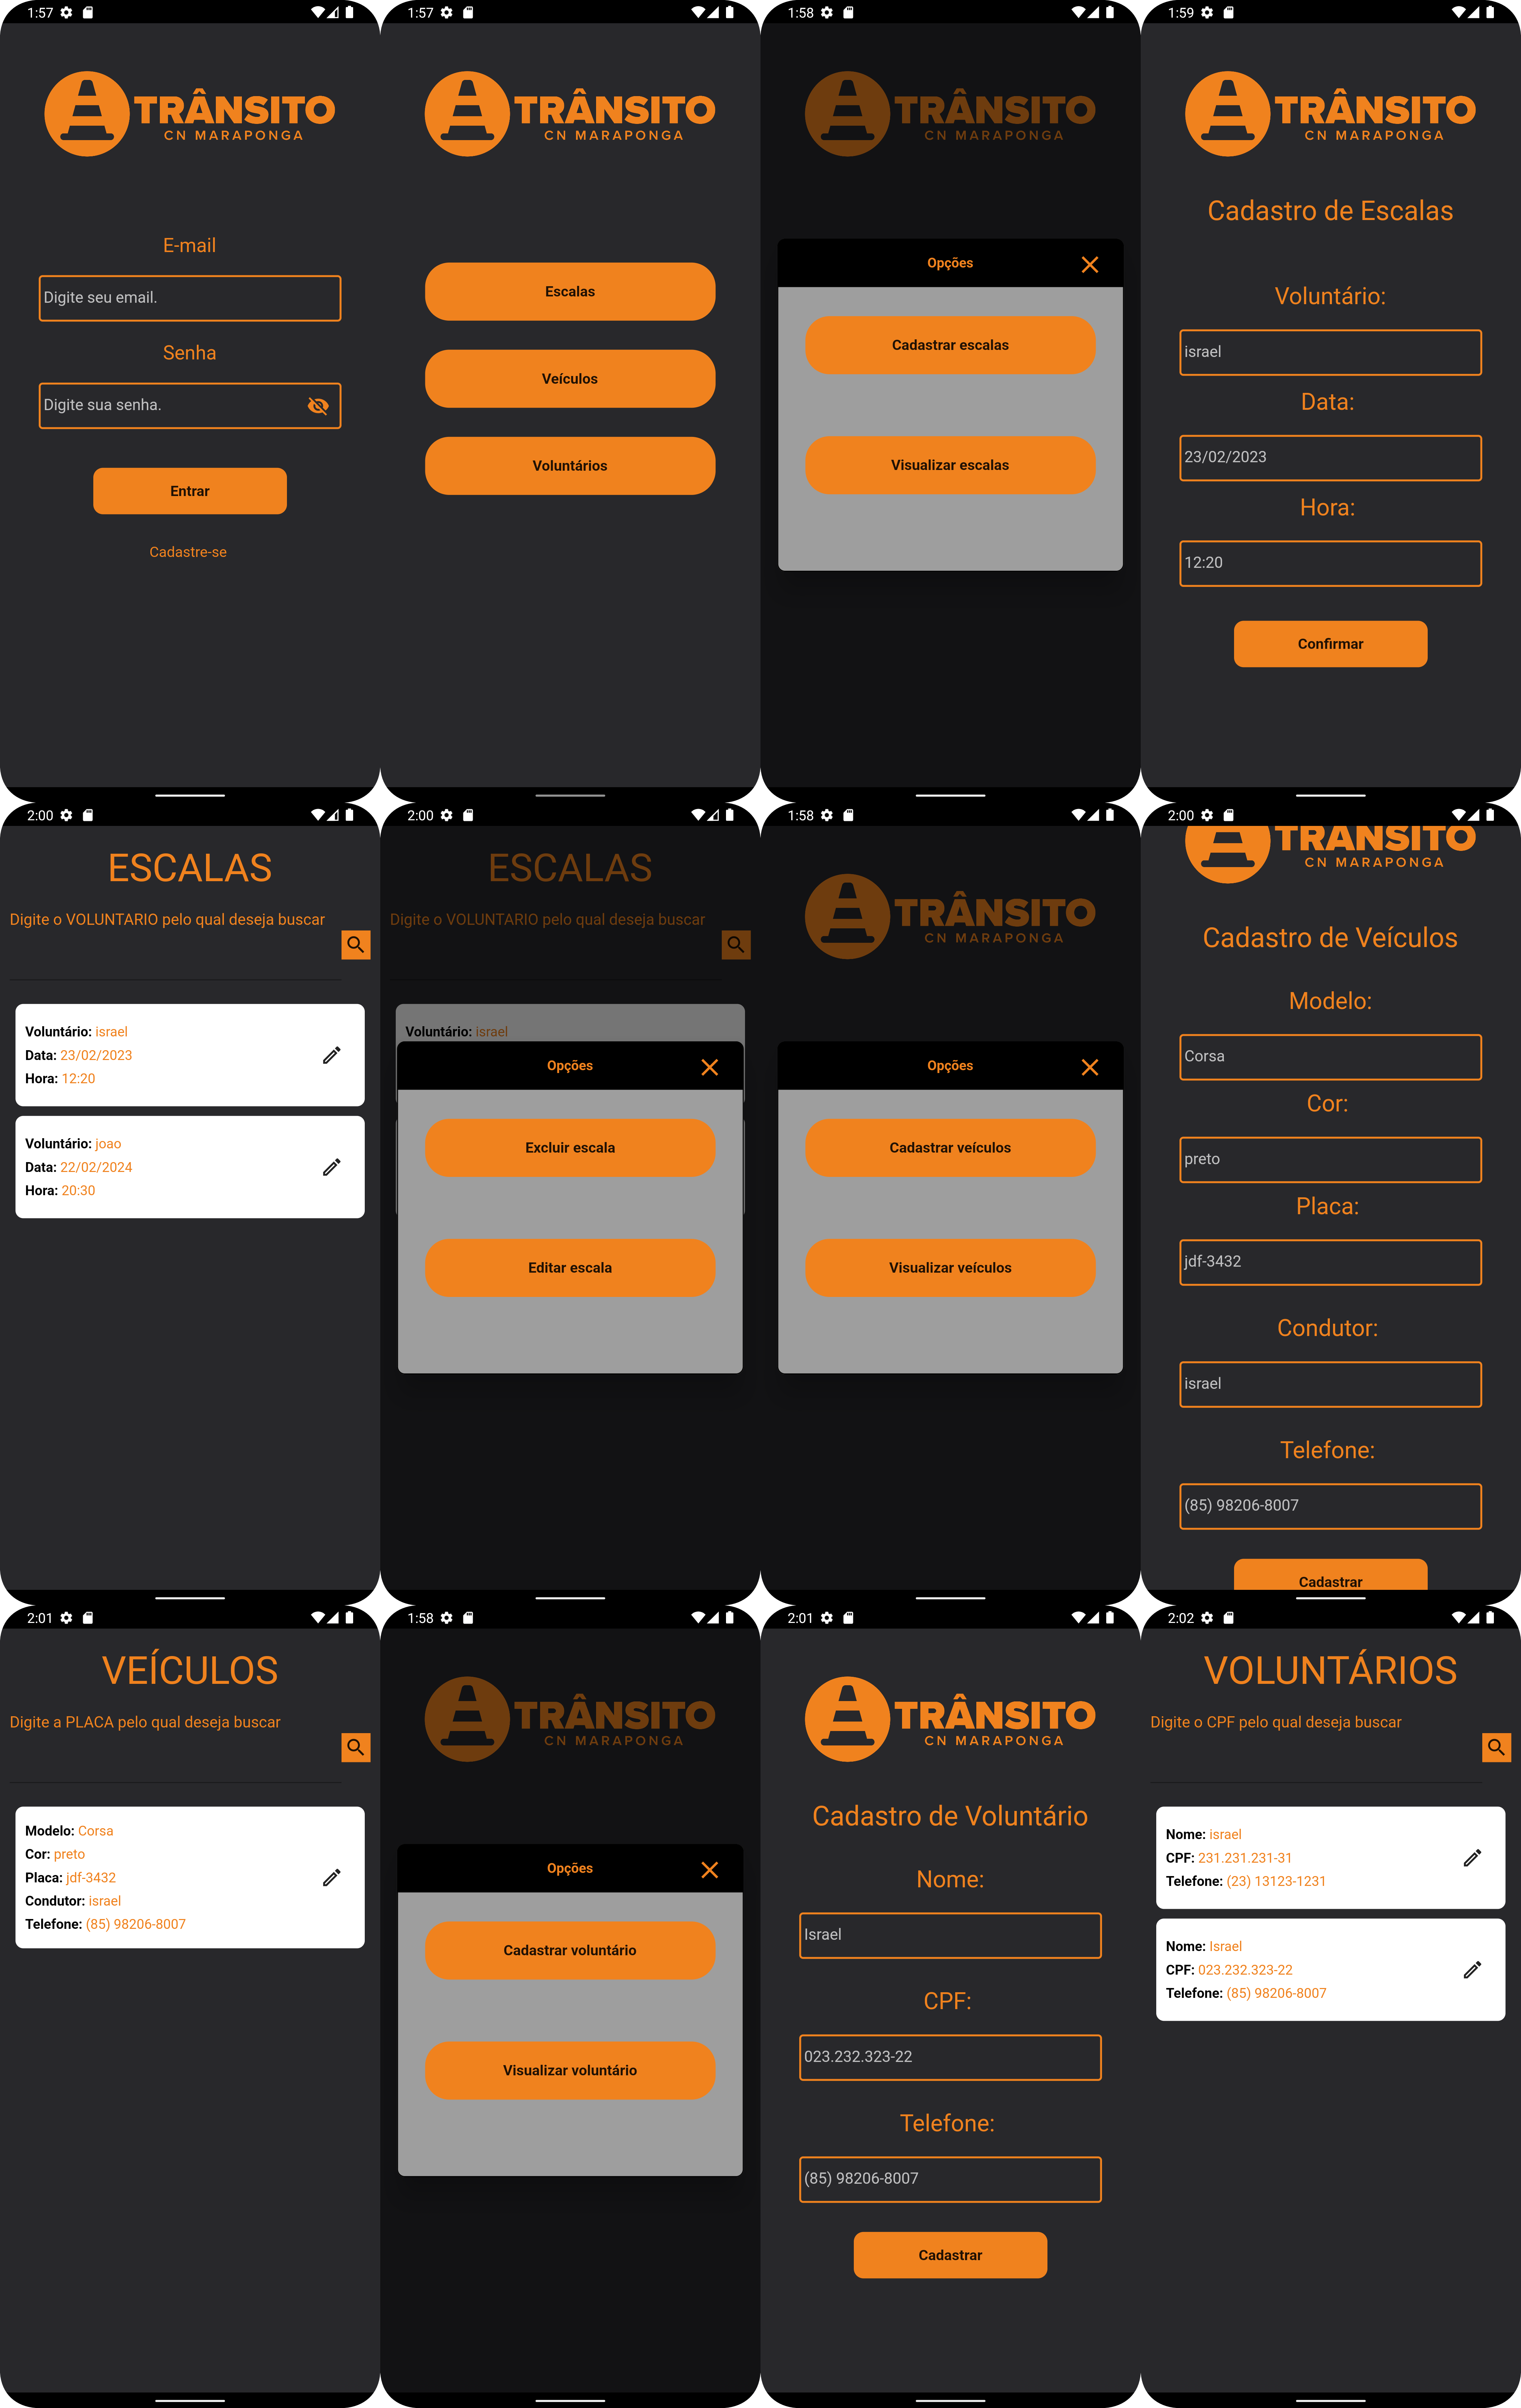 1:57
TRÂNSITO
CN MARAPONGA
E-mail
Digite seu email.
Senha
Digite sua senha.
Entrar
Cadastre-se
1:57
TRÂNSITO
CN MARAPONGA
Escalas
Veículos
Voluntários
1:58
TRÂNSITO
CN MARAPONGA
Opções
Cadastrar escalas
Visualizar escalas
1:59
TRÂNSITO
CN MARAPONGA
Cadastro de Escalas
Voluntário:
israel
Data:
23/02/2023
Hora:
12:20
Confirmar
2:00
ESCALAS
Digite o VOLUNTARIO pelo qual deseja buscar
Voluntário: israel
Data: 23/02/2023
Hora: 12:20
Voluntário: joao
Data: 22/02/2024
Hora: 20:30
2:00
ESCALAS
Digite o VOLUNTARIO pelo qual deseja buscar
Voluntário: israel
Opções
Excluir escala
Editar escala
1:58
TRÂNSITO
CN MARAPONGA
Opções
Cadastrar veículos
Visualizar veículos
2:00
TRÂNSITO
CN MARAPONGA
Cadastro de Veículos
Modelo:
Corsa
Cor:
preto
Placa:
jdf-3432
Condutor:
israel
Telefone:
(85) 98206-8007
Cadastrar
2:01
VEÍCULOS
Digite a PLACA pelo qual deseja buscar
Modelo: Corsa
Cor: preto
Placa: jdf-3432
Condutor: israel
Telefone: (85) 98206-8007
1:58
TRÂNSITO
CN MARAPONGA
Opções
Cadastrar voluntário
Visualizar voluntário
2:01
TRÂNSITO
CN MARAPONGA
Cadastro de Voluntário
Nome:
Israel
CPF:
023.232.323-22
Telefone:
(85) 98206-8007
Cadastrar
2:02
VOLUNTÁRIOS
Digite o CPF pelo qual deseja buscar
Nome: israel
CPF: 231.231.231-31
Telefone: (23) 13123-1231
Nome: Israel
CPF: 023.232.323-22
Telefone: (85) 98206-8007